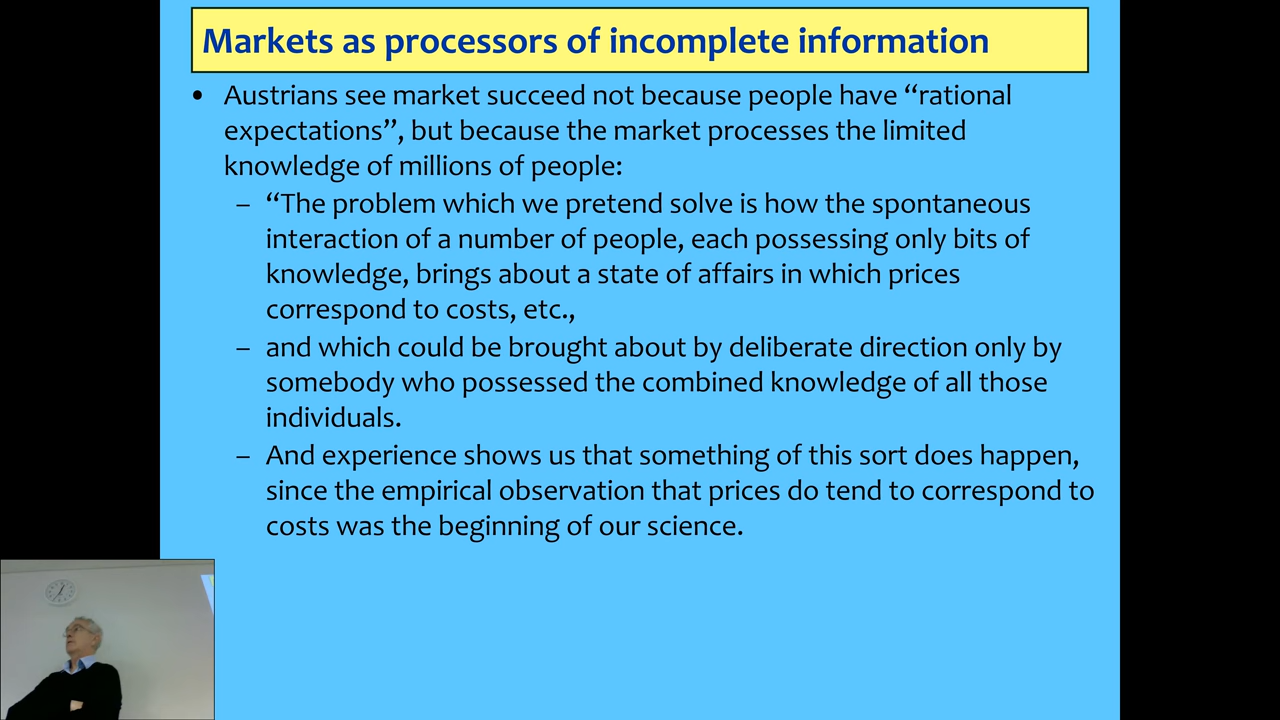 Markets as processors of incomplete information
• Austrians see market succeed not because people have “rational
expectations”, but because the market processes the limited
knowledge of millions of people:
– “The problem which we pretend solve is how the spontaneous
interaction of a number of people, each possessing only bits of
knowledge, brings about a state of affairs in which prices
correspond to costs, etc.,
– and which could be brought about by deliberate direction only by
somebody who possessed the combined knowledge of all those
individuals.
– And experience shows us that something of this sort does happen,
since the empirical observation that prices do tend to correspond to
costs was the beginning of our science.